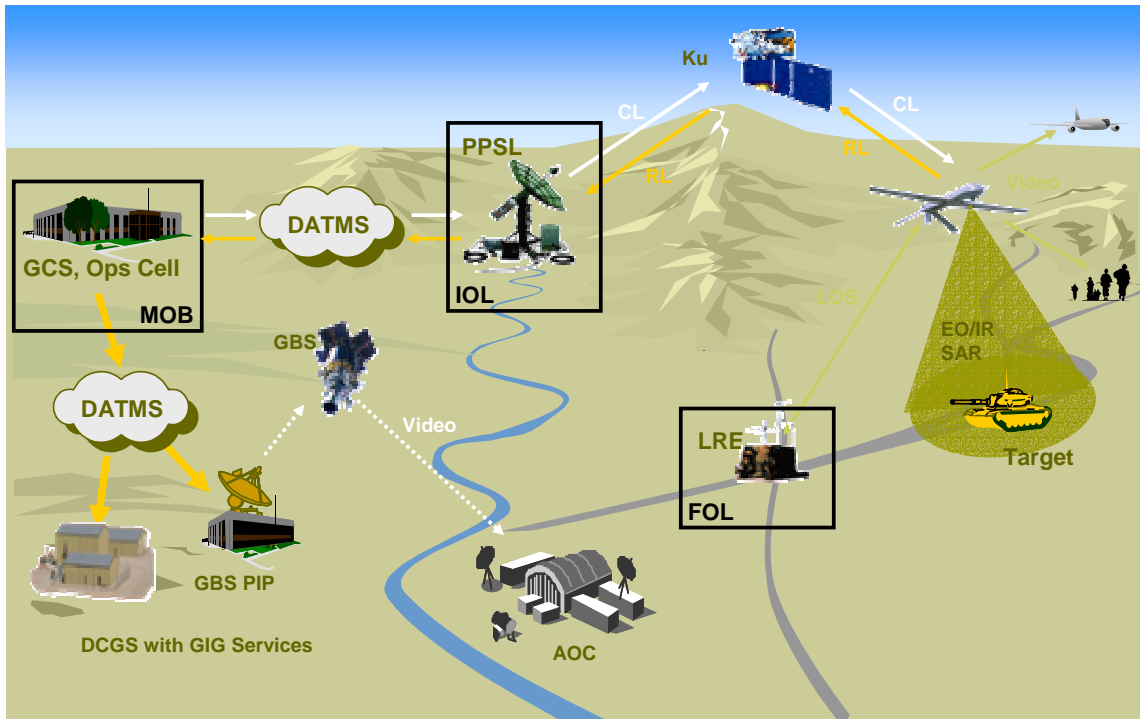 Ku
CL
CL
PPSL
RL
RL
Video
DATMS
GCS, Ops Cell
IOL
MOB
LOS
GBS
EO/IR
SAR
DATMS
Video
LRE
Target
FOL
GBS PIP
DCGS with GIG Services
AOC